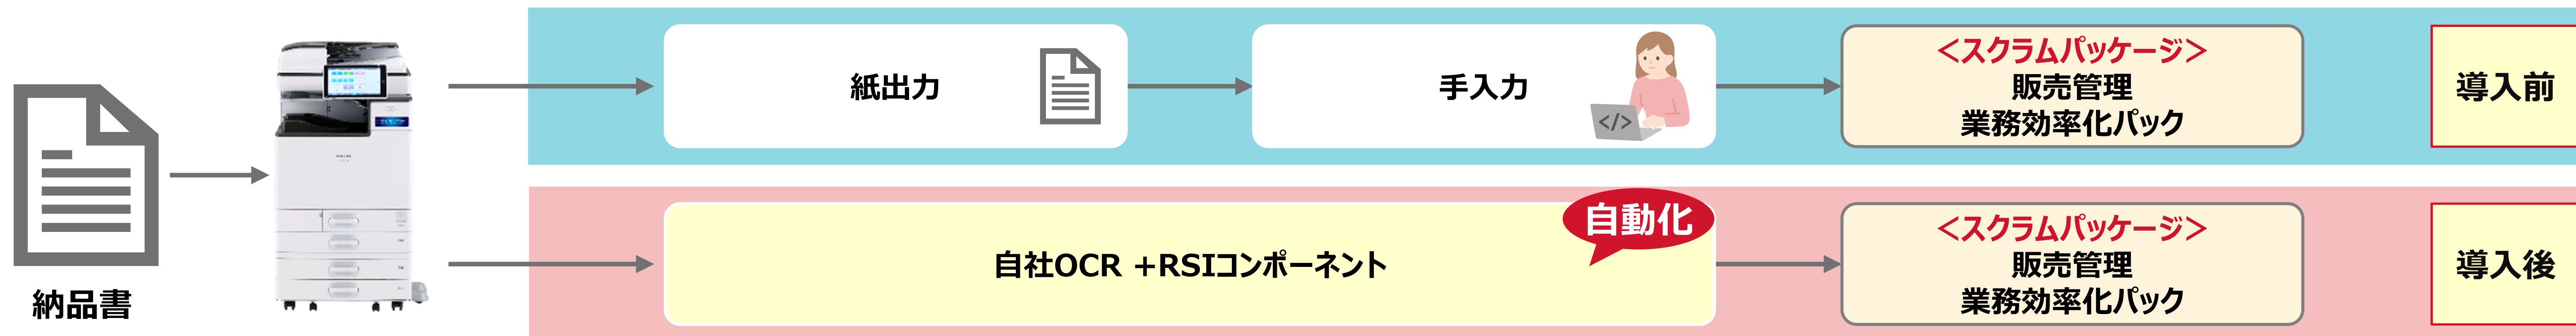 紙出力
手入力
</>
＜スクラムパッケージ＞
販売管理
業務効率化パック
導入前
納品書
自動化
自社OCR +RSIコンポーネント
＜スクラムパッケージ＞
販売管理
業務効率化パック
導入後